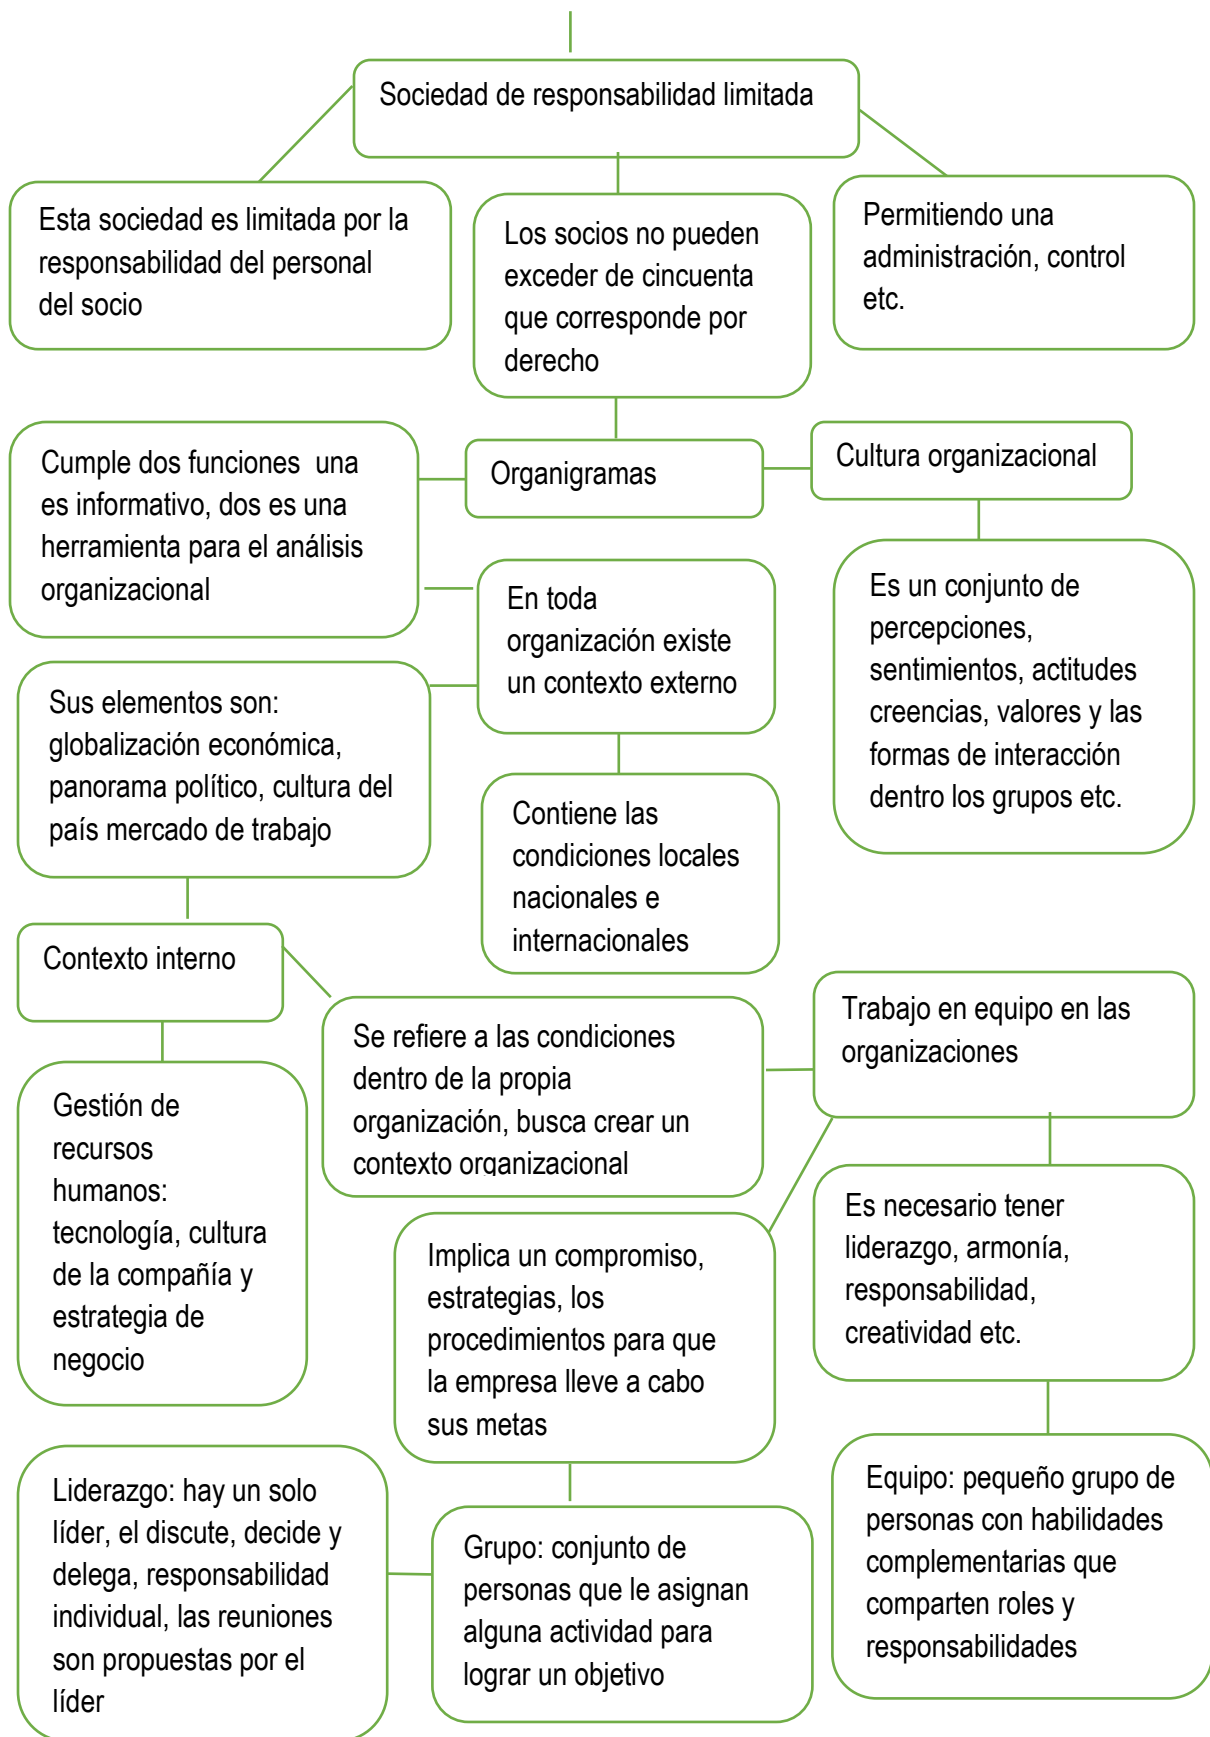 Sociedad de responsabilidad limitada
Esta sociedad es limitada por la
responsabilidad del personal
del socio
Los socios no pueden
exceder de cincuenta
que corresponde por
derecho
Permitiendo una
administración, control
etc.
Cumple dos funciones  una
es informativo, dos es una
herramienta para el análisis
organizacional
Organigramas
Cultura organizacional
En toda
organización existe
un contexto externo
Es un conjunto de
percepciones,
sentimientos, actitudes
creencias, valores y las
formas de interacción
dentro los grupos etc.
Sus elementos son:
globalización económica,
panorama político, cultura del
país mercado de trabajo
Contiene las
condiciones locales
nacionales e
internacionales
Contexto interno
Se refiere a las condiciones
dentro de la propia
organización, busca crear un
contexto organizacional
Trabajo en equipo en las
organizaciones
Gestión de
recursos
humanos:
tecnología, cultura
de la compañía y
estrategia de
negocio
Implica un compromiso,
estrategias, los
procedimientos para que
la empresa lleve a cabo
sus metas
Es necesario tener
liderazgo, armonía,
responsabilidad,
creatividad etc.
Liderazgo: hay un solo
líder, el discute, decide y
delega, responsabilidad
individual, las reuniones
son propuestas por el
líder
Grupo: conjunto de
personas que le asignan
alguna actividad para
lograr un objetivo
Equipo: pequeño grupo de
personas con habilidades
complementarias que
comparten roles y
responsabilidades